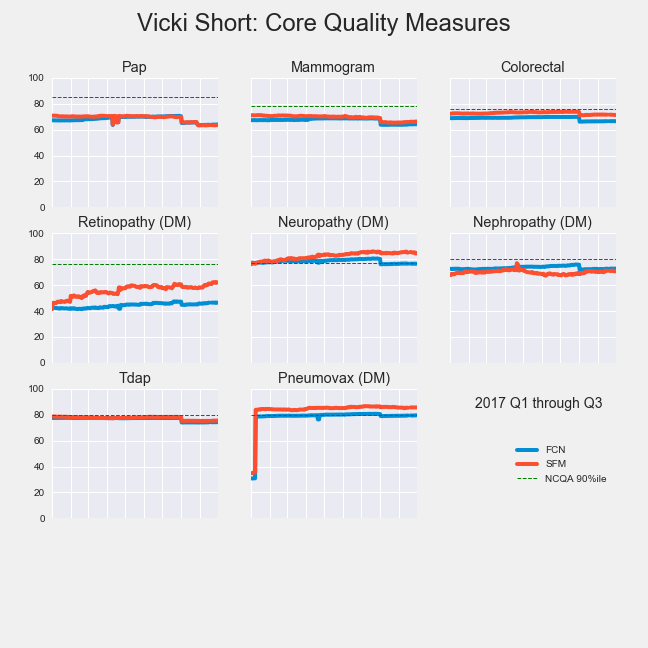 Vicki Short: Core Quality Measures
Pap
Mammogram
Colorectal
100
80
60
40
20
0
Retinopathy (DM)
Neuropathy (DM)
Nephropathy (DM)
100
80
60
40
20
0
Tdap
Pneumovax (DM)
100
80
60
40
20
0
2017 Q1 through Q3
FCN
SFM
NCQA 90%ile